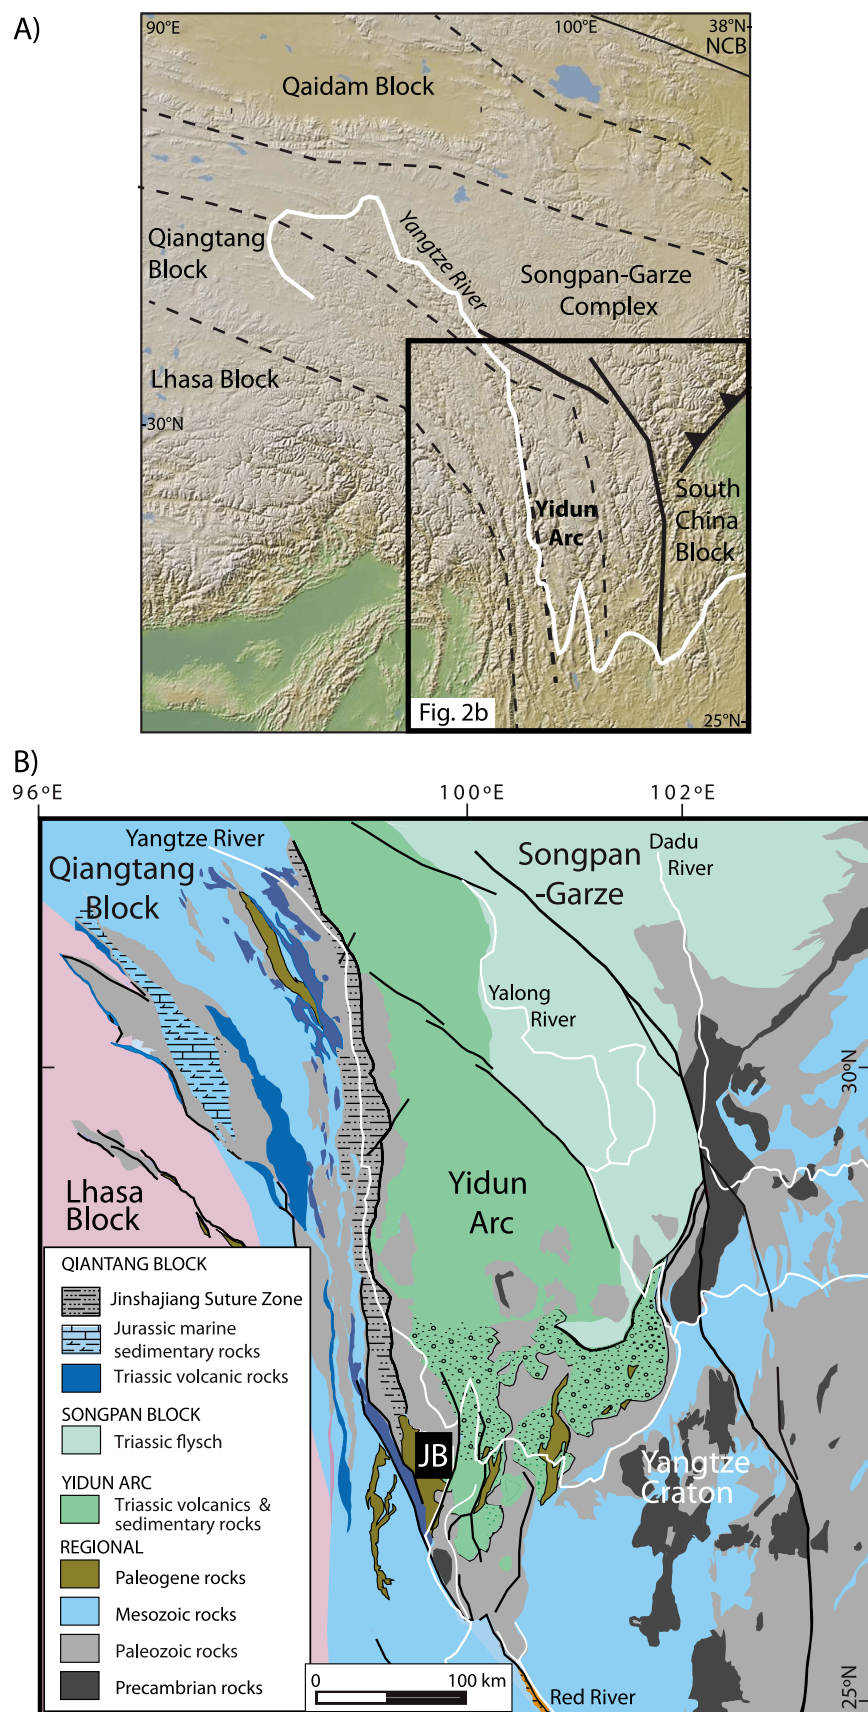 A)
90°E
100°E
38°N
NCB
Qaidam Block
Qiangtang
Block
Yangtze River
Songpan-Garze
Complex
Lhasa Block
30°N
South
China
Block
Yidun
Arc
Fig. 2b
25°N
B)
96°E
100°E
102°E
Yangtze River
Qiangtang
Block
Songpan
-Garze
Dadu
River
Yalong
River
30°N
Lhasa
Block
Yidun
Arc
QIANTANG BLOCK
Jinshajiang Suture Zone
Jurassic marine
sedimentary rocks
Triassic volcanic rocks
SONGPAN BLOCK
Triassic flysch
YIDUN ARC
Triassic volcanics &
sedimentary rocks
REGIONAL
Paleogene rocks
Mesozoic rocks
Paleozoic rocks
Precambrian rocks
JB
Yangtze
Craton
0
100 km
Red River
25°N